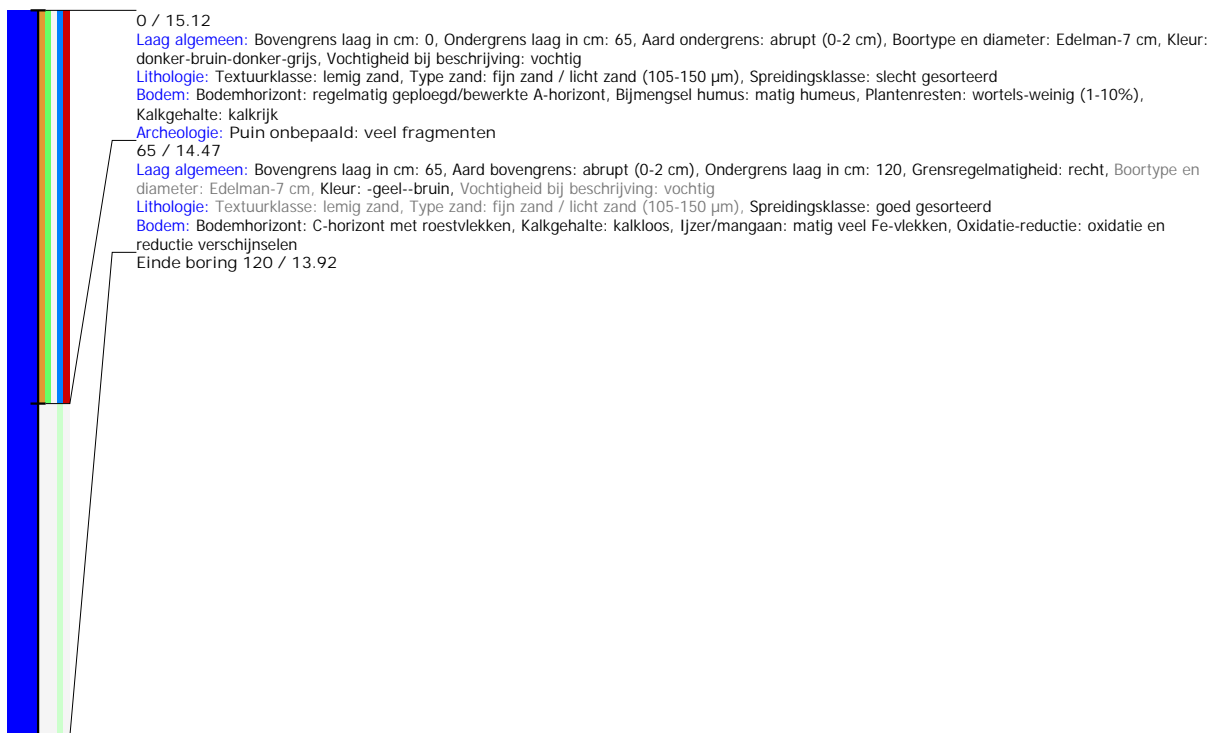 0 / 15.12
Laag algemeen: Bovengrens laag in cm: 0, Ondergrens laag in cm: 65, Aard ondergrens: abrupt (0-2 cm), Boortype en diameter: Edelman-7 cm, Kleur:
donker-bruin-donker-grijs, Vochtigheid bij beschrijving: vochtig
Lithologie: Textuurklasse: lemig zand, Type zand: fijn zand / licht zand (105-150 µm), Spreidingsklasse: slecht gesorteerd
Bodem: Bodemhorizont: regelmatig geploegd/bewerkte A-horizont, Bijmengsel humus: matig humeus, Plantenresten: wortels-weinig (1-10%),
Kalkgehalte: kalkrijk
Archeologie: Puin onbepaald: veel fragmenten
65 / 14.47
Laag algemeen: Bovengrens laag in cm: 65, Aard bovengrens: abrupt (0-2 cm), Ondergrens laag in cm: 120, Grensregelmatigheid: recht, Boortype en
diameter: Edelman-7 cm, Kleur: -geel--bruin, Vochtigheid bij beschrijving: vochtig
Lithologie: Textuurklasse: lemig zand, Type zand: fijn zand / licht zand (105-150 µm), Spreidingsklasse: goed gesorteerd
Bodem: Bodemhorizont: C-horizont met roestvlekken, Kalkgehalte: kalkloos, Ijzer/mangaan: matig veel Fe-vlekken, Oxidatie-reductie: oxidatie en
reductie verschijnselen
Einde boring 120 / 13.92